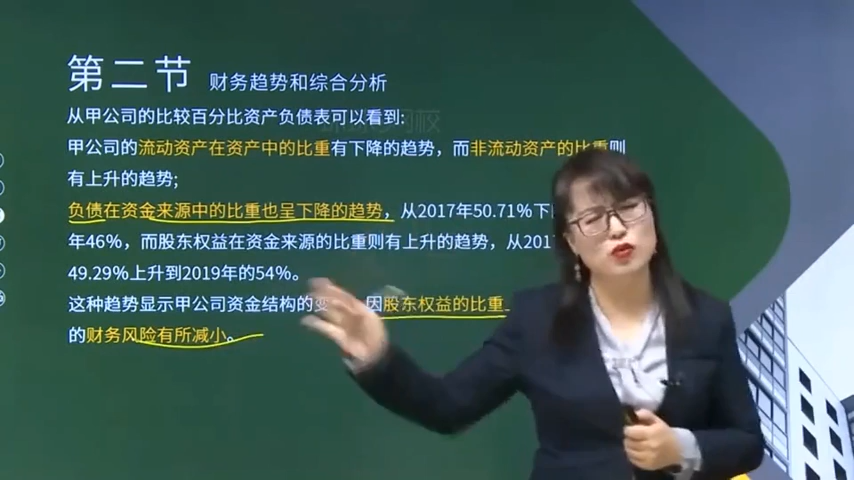 第二节 财务趋势和综合分析
从甲公司的比较百分比资产负债表可以看到:
甲公司的流动资产在资产中的比重有下降的趋势，而非流动资产的比重则
有上升的趋势;
负债在资金来源中的比重也呈下降的趋势，从2017年50.71%下
年46%，而股东权益在资金来源的比重则有上升的趋势，从201
49.29%上升到2019年的54%。
这种趋势显示甲公司资金结构的变 因股东权益的比重
的财务风险有所减小。